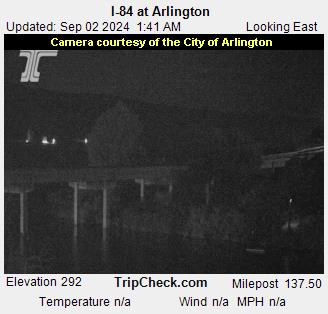 I-84 at Arlington
Updated: Sep 02 2024 1:41 AM Looking East
Camera courtesy of the City of Arlington
Elevation 292 TripCheck.com Milepost 137.50
Temperature n/a Wind n/a MPH n/a